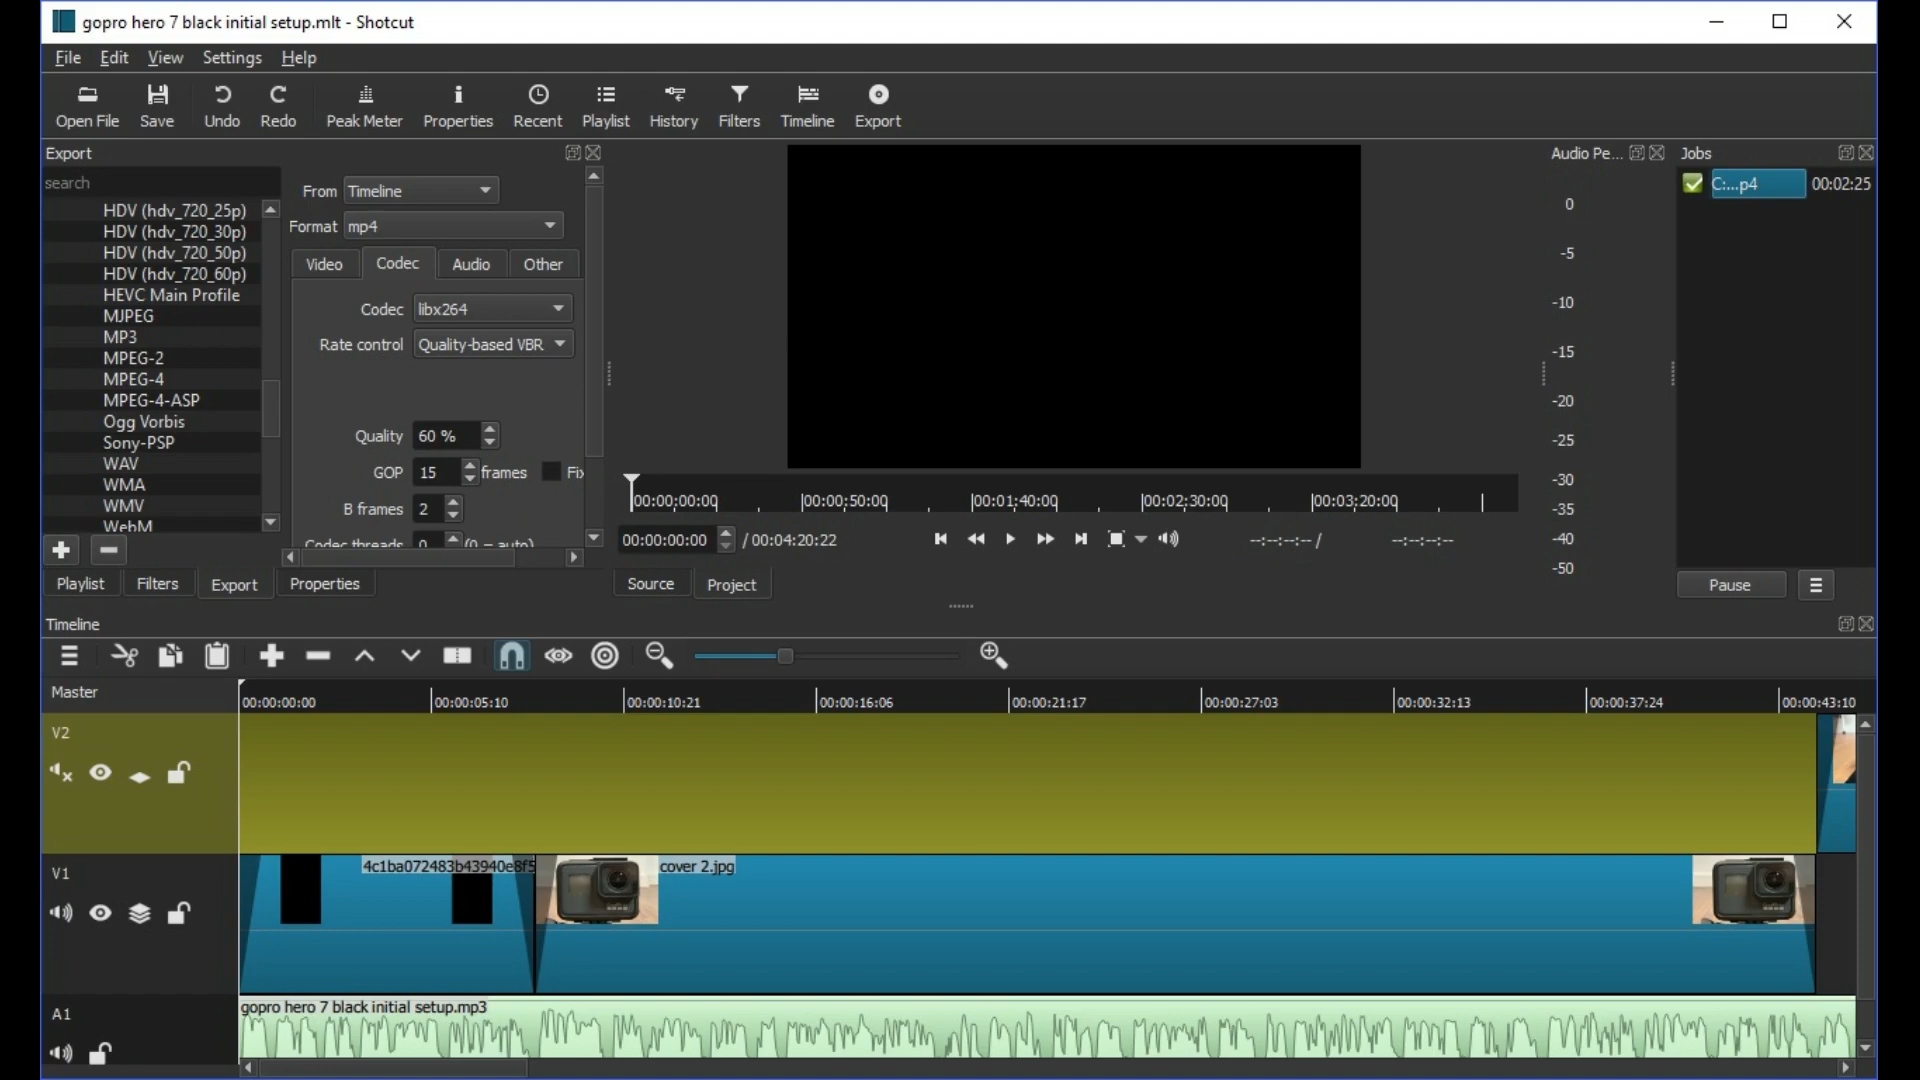 gopro hero 7 black initial setup.mlt - Shotcut
File Edit View Settings Help
Open File Save Undo Redo Peak Meter Properties Recent Playlist History Filters Timeline Export
Export
search
HDV (hdv_720_25p)
HDV (hdv_720_30p)
HDV (hdv_720_50p)
HDV (hdv_720_60p)
HEVC Main Profile
MJPEG
MP3
MPEG-2
MPEG-4
MPEG-4-ASP
Ogg Vorbis
Sony-PSP
WAV
WMA
WMV
WebM
From Timeline
Format mp4
Video Codec Audio Other
Codec libx264
Rate control Quality-based VBR
Quality 60 %
GOP 15 frames Fix
B frames 2
Codec threads 0 (0 = auto)
Playlist Filters Export Properties
00:00:00:00 00:00:50:00 00:01:40:00 00:02:30:00 00:03:20:00
00:00:00:00 / 00:04:20:22 --:--:--:-- / --:--:--:--
Source Project
Audio Pe...
0
-5
-10
-15
-20
-25
-30
-35
-40
-50
Jobs
C:...p4 00:02:25
Pause
Timeline
Master
00:00:00:00 00:00:05:10 00:00:10:21 00:00:16:06 00:00:21:17 00:00:27:03 00:00:32:13 00:00:37:24 00:00:43:10
V2
V1
4c1ba072483b43940e8f5
cover 2.jpg
A1
gopro hero 7 black initial setup.mp3